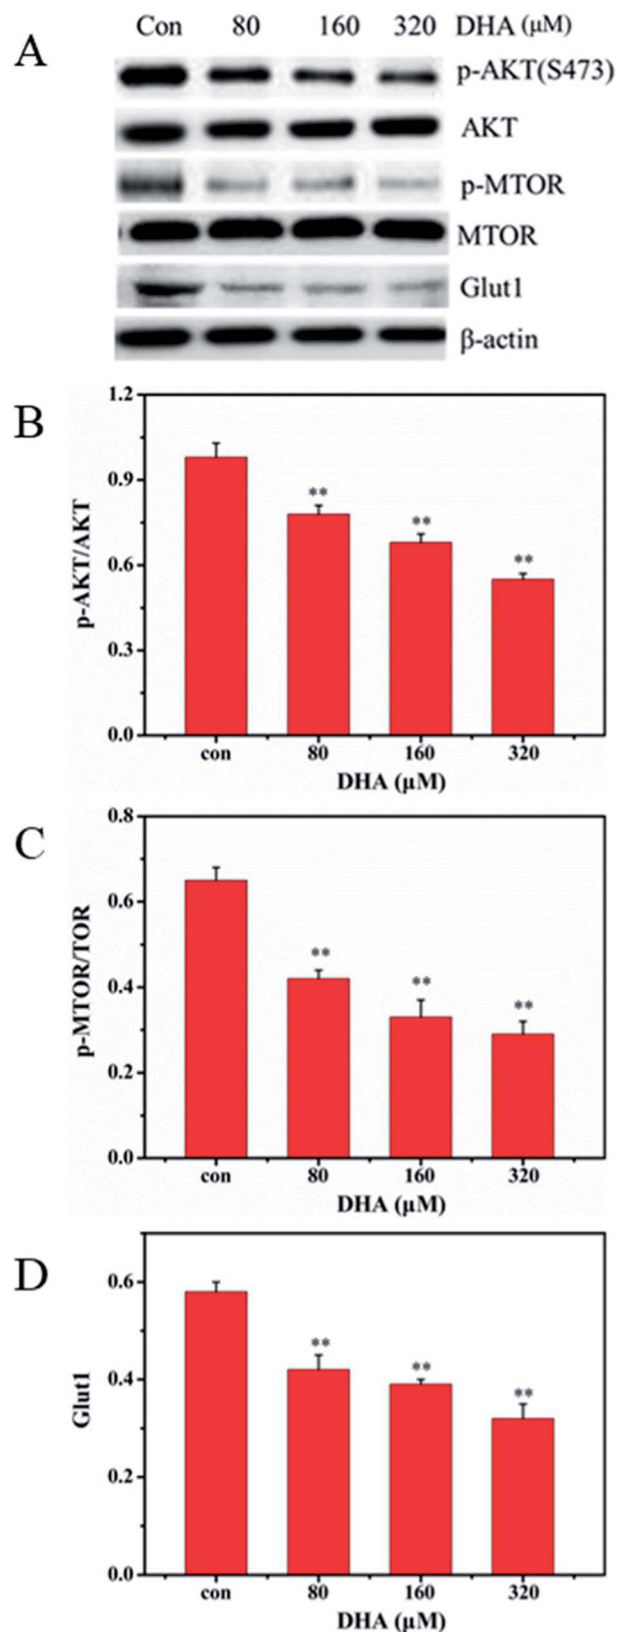 A
Con 80 160 320 DHA (μM)
p-AKT(S473)
AKT
p-MTOR
MTOR
Glut1
β-actin
B
1.2
0.9
0.6
0.3
0.0
p-AKT/AKT
**
**
**
con 80 160 320
DHA (μM)
C
0.8
0.6
0.4
0.2
0.0
p-MTOR/TOR
**
**
**
con 80 160 320
DHA (μM)
D
0.6
0.4
0.2
0.0
Glut1
**
**
**
con 80 160 320
DHA (μM)